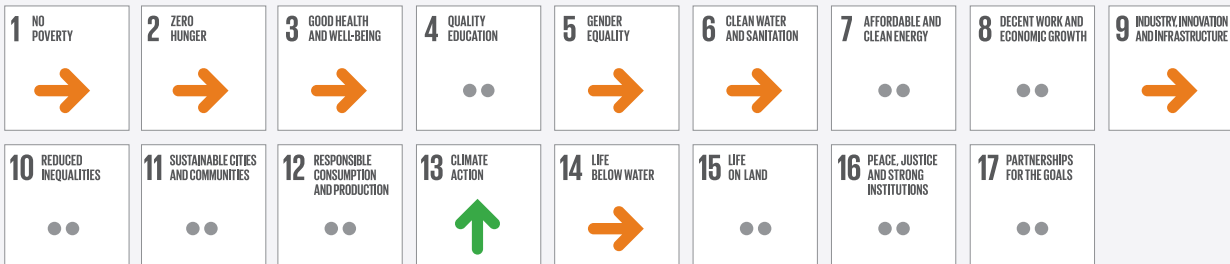 1 NO
POVERTY
2 ZERO
HUNGER
3 GOOD HEALTH
AND WELL-BEING
4 QUALITY
EDUCATION
5 GENDER
EQUALITY
6 CLEAN WATER
AND SANITATION
7 AFFORDABLE AND
CLEAN ENERGY
8 DECENT WORK AND
ECONOMIC GROWTH
9 INDUSTRY, INNOVATION
AND INFRASTRUCTURE
10 REDUCED
INEQUALITIES
11 SUSTAINABLE CITIES
AND COMMUNITIES
12 RESPONSIBLE
CONSUMPTION
AND PRODUCTION
13 CLIMATE
ACTION
14 LIFE
BELOW WATER
15 LIFE
ON LAND
16 PEACE, JUSTICE
AND STRONG
INSTITUTIONS
17 PARTNERSHIPS
FOR THE GOALS